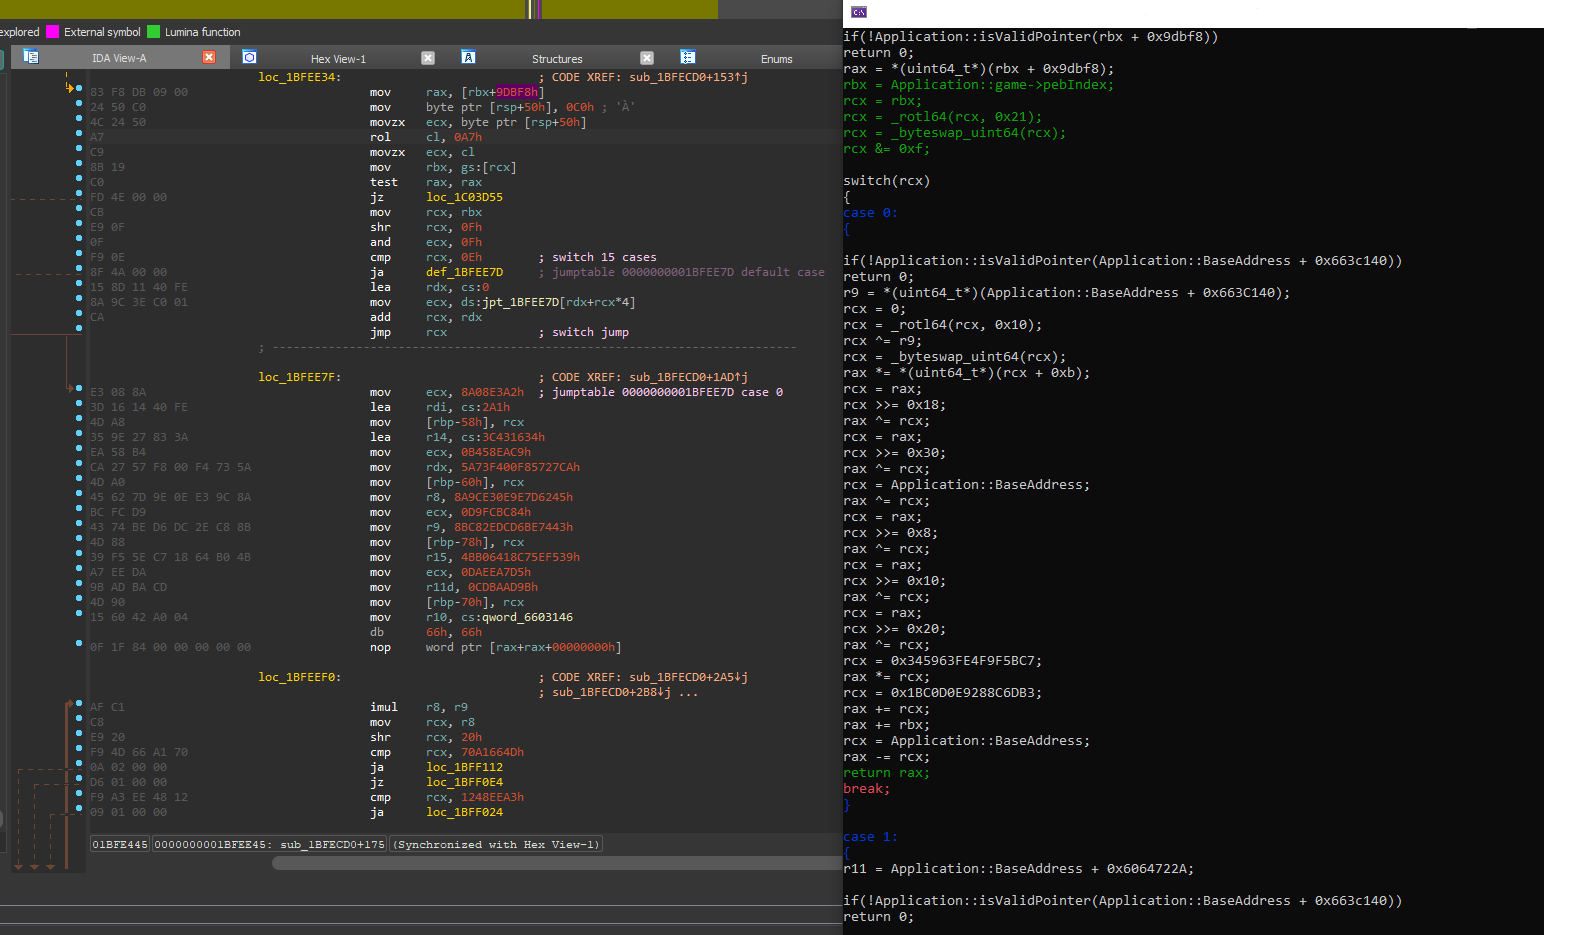 explored External symbol Lumina function
IDA View-A Hex View-1 Structures Enums
loc_1BFEE34: ; CODE XREF: sub_1BFECD0+153↑j
83 F8 DB 09 00 mov rax, [rbx+9DBF8h]
24 50 C0 mov byte ptr [rsp+50h], 0C0h ; 'À'
4C 24 50 movzx ecx, byte ptr [rsp+50h]
A7 rol cl, 0A7h
C9 movzx ecx, cl
8B 19 mov rbx, gs:[rcx]
C0 test rax, rax
FD 4E 00 00 jz loc_1C03D55
CB mov rcx, rbx
E9 0F shr rcx, 0Fh
0F and ecx, 0Fh
F9 0E cmp rcx, 0Eh ; switch 15 cases
8F 4A 00 00 ja def_1BFEE7D ; jumptable 0000000001BFEE7D default case
15 8D 11 40 FE lea rdx, cs:0
8A 9C 3E C0 01 mov ecx, ds:jpt_1BFEE7D[rdx+rcx*4]
CA add rcx, rdx
jmp rcx ; switch jump
; ---------------------------------------------------------------------------
loc_1BFEE7F: ; CODE XREF: sub_1BFECD0+1AD↑j
E3 08 8A mov ecx, 8A08E3A2h ; jumptable 0000000001BFEE7D case 0
3D 16 14 40 FE lea rdi, cs:2A1h
4D A8 mov [rbp-58h], rcx
35 9E 27 83 3A lea r14, cs:3C431634h
EA 58 B4 mov ecx, 0B458EAC9h
CA 27 57 F8 00 F4 73 5A mov rdx, 5A73F400F85727CAh
4D A0 mov [rbp-60h], rcx
45 62 7D 9E 0E E3 9C 8A mov r8, 8A9CE30E9E7D6245h
BC FC D9 mov ecx, 0D9FCBC84h
43 74 BE D6 DC 2E C8 8B mov r9, 8BC82EDCD6BE7443h
4D 88 mov [rbp-78h], rcx
39 F5 5E C7 18 64 B0 4B mov r15, 4BB06418C75EF539h
A7 EE DA mov ecx, 0DAEEA7D5h
9B AD BA CD mov r11d, 0CDBAAD9Bh
4D 90 mov [rbp-70h], rcx
15 60 42 A0 04 mov r10, cs:qword_6603146
db 66h, 66h
0F 1F 84 00 00 00 00 00 nop word ptr [rax+rax+00000000h]
loc_1BFEEF0: ; CODE XREF: sub_1BFECD0+2A5↓j
; sub_1BFECD0+2B8↓j ...
AF C1 imul r8, r9
C8 mov rcx, r8
E9 20 shr rcx, 20h
F9 4D 66 A1 70 cmp rcx, 70A1664Dh
0A 02 00 00 ja loc_1BFF112
D6 01 00 00 jz loc_1BFF0E4
F9 A3 EE 48 12 cmp rcx, 1248EEA3h
09 01 00 00 ja loc_1BFF024
01BFE445 0000000001BFEE45: sub_1BFECD0+175 (Synchronized with Hex View-1)
C:\
if(!Application::isValidPointer(rbx + 0x9dbf8))
return 0;
rax = *(uint64_t*)(rbx + 0x9dbf8);
rbx = Application::game->pebIndex;
rcx = rbx;
rcx = _rotl64(rcx, 0x21);
rcx = _byteswap_uint64(rcx);
rcx &= 0xf;
switch(rcx)
{
case 0:
{
if(!Application::isValidPointer(Application::BaseAddress + 0x663c140))
return 0;
r9 = *(uint64_t*)(Application::BaseAddress + 0x663C140);
rcx = 0;
rcx = _rotl64(rcx, 0x10);
rcx ^= r9;
rcx = _byteswap_uint64(rcx);
rax *= *(uint64_t*)(rcx + 0xb);
rcx = rax;
rcx >>= 0x18;
rax ^= rcx;
rcx = rax;
rcx >>= 0x30;
rax ^= rcx;
rcx = Application::BaseAddress;
rax ^= rcx;
rcx = rax;
rcx >>= 0x8;
rax ^= rcx;
rcx = rax;
rcx >>= 0x10;
rax ^= rcx;
rcx = rax;
rcx >>= 0x20;
rax ^= rcx;
rcx = 0x345963FE4F9F5BC7;
rax *= rcx;
rcx = 0x1BC0D0E9288C6DB3;
rax += rcx;
rax += rbx;
rcx = Application::BaseAddress;
rax -= rcx;
return rax;
break;
}
case 1:
{
r11 = Application::BaseAddress + 0x6064722A;
if(!Application::isValidPointer(Application::BaseAddress + 0x663c140))
return 0;